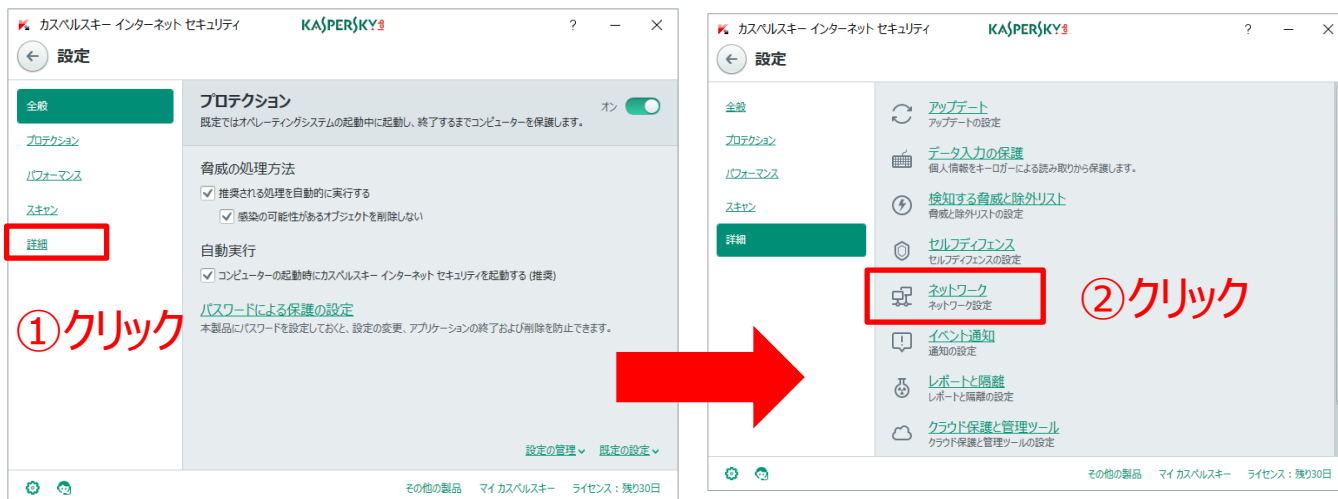 カスペルスキー インターネット セキュリティ
KASPERSKY
設定
全般
プロテクション
パフォーマンス
スキャン
詳細
プロテクション
オン
既定ではオペレーティングシステムの起動中に起動し、終了するまでコンピューターを保護します。
脅威の処理方法
推奨される処理を自動的に実行する
感染の可能性があるオブジェクトを削除しない
自動実行
コンピューターの起動時にカスペルスキー インターネット セキュリティを起動する (推奨)
パスワードによる保護の設定
本製品にパスワードを設定しておくと、設定の変更、アプリケーションの終了および削除を防止できます。
設定の管理
既定の設定
その他の製品
マイ カスペルスキー
ライセンス：残り30日
①クリック
カスペルスキー インターネット セキュリティ
KASPERSKY
設定
全般
プロテクション
パフォーマンス
スキャン
詳細
アップデート
アップデートの設定
データ入力の保護
個人情報をキーロガーによる読み取りから保護します。
検知する脅威と除外リスト
脅威と除外リストの設定
セルフディフェンス
セルフディフェンスの設定
ネットワーク
ネットワーク設定
イベント通知
通知の設定
レポートと隔離
レポートと隔離の設定
クラウド保護と管理ツール
クラウド保護と管理ツールの設定
その他の製品
マイ カスペルスキー
ライセンス：残り30日
②クリック